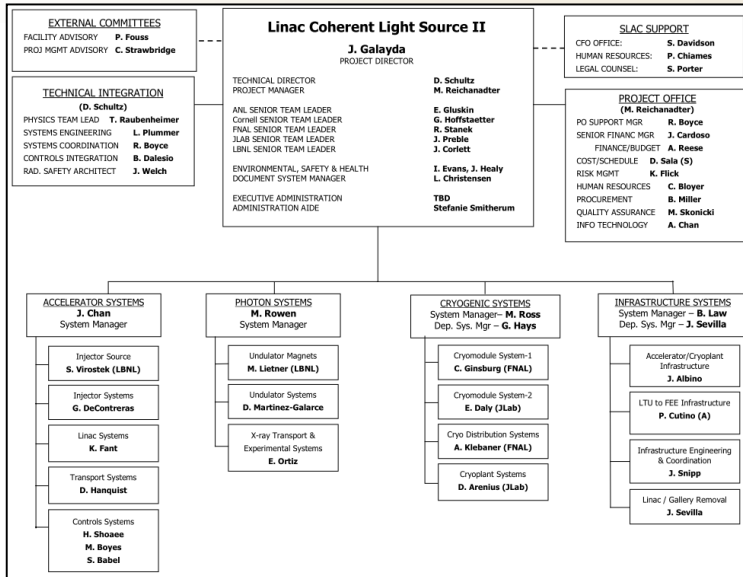 EXTERNAL COMMITTEES
FACILITY ADVISORY P. Fouss
PROJ MGMT ADVISORY C. Strawbridge
TECHNICAL INTEGRATION
(D. Schultz)
PHYSICS TEAM LEAD T. Raubenheimer
SYSTEMS ENGINEERING L. Plummer
SYSTEMS COORDINATION R. Boyce
CONTROLS INTEGRATION B. Dalesio
RAD. SAFETY ARCHITECT J. Welch
Linac Coherent Light Source II
J. Galayda
PROJECT DIRECTOR
TECHNICAL DIRECTOR D. Schultz
PROJECT MANAGER M. Reichanadter
ANL SENIOR TEAM LEADER E. Gluskin
Cornell SENIOR TEAM LEADER G. Hoffstaetter
FNAL SENIOR TEAM LEADER R. Stanek
JLAB SENIOR TEAM LEADER J. Preble
LBNL SENIOR TEAM LEADER J. Corlett
ENVIRONMENTAL, SAFETY & HEALTH I. Evans, J. Healy
DOCUMENT SYSTEM MANAGER L. Christensen
EXECUTIVE ADMINISTRATION TBD
ADMINISTRATION AIDE Stefanie Smitherum
SLAC SUPPORT
CFO OFFICE: S. Davidson
HUMAN RESOURCES: P. Chiames
LEGAL COUNSEL: S. Porter
PROJECT OFFICE
(M. Reichanadter)
PO SUPPORT MGR R. Boyce
SENIOR FINANC MGR J. Cardoso
FINANCE/BUDGET A. Reese
COST/SCHEDULE D. Sala (S)
RISK MGMT K. Flick
HUMAN RESOURCES C. Bloyer
PROCUREMENT B. Miller
QUALITY ASSURANCE M. Skonicki
INFO TECHNOLOGY A. Chan
ACCELERATOR SYSTEMS
J. Chan
System Manager
Injector Source
S. Virostek (LBNL)
Injector Systems
G. DeContreras
Linac Systems
K. Fant
Transport Systems
D. Hanquist
Controls Systems
H. Shoaee
M. Boyes
S. Babel
PHOTON SYSTEMS
M. Rowen
System Manager
Undulator Magnets
M. Lietner (LBNL)
Undulator Systems
D. Martinez-Galarce
X-ray Transport &
Experimental Systems
E. Ortiz
CRYOGENIC SYSTEMS
System Manager– M. Ross
Dep. Sys. Mgr – G. Hays
Cryomodule System-1
C. Ginsburg (FNAL)
Cryomodule System-2
E. Daly (JLab)
Cryo Distribution Systems
A. Klebaner (FNAL)
Cryoplant Systems
D. Arenius (JLab)
INFRASTRUCTURE SYSTEMS
System Manager – B. Law
Dep. Sys. Mgr – J. Sevilla
Accelerator/Cryoplant
Infrastructure
J. Albino
LTU to FEE Infrastructure
P. Cutino (A)
Infrastructure Engineering
& Coordination
J. Snipp
Linac / Gallery Removal
J. Sevilla